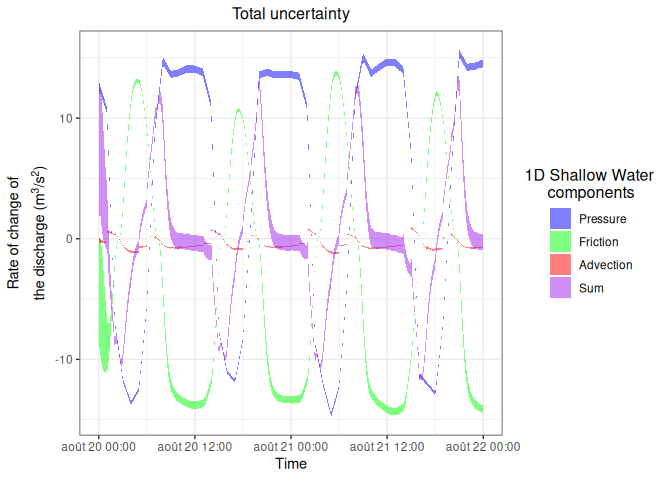 Total uncertainty
Rate of change of
the discharge (m³/s²)
10
0
-10
août 20 00:00 août 20 12:00 août 21 00:00 août 21 12:00 août 22 00:00
Time
1D Shallow Water
components
Pressure
Friction
Advection
Sum